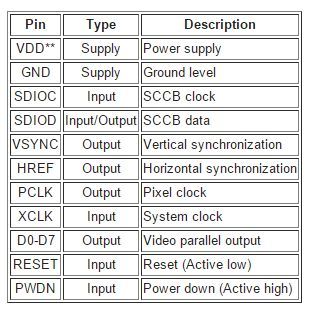 Pin Type Description
VDD** Supply Power supply
GND Supply Ground level
SDIOC Input SCCB clock
SDIOD Input/Output SCCB data
VSYNC Output Vertical synchronization
HREF Output Horizontal synchronization
PCLK Output Pixel clock
XCLK Input System clock
D0-D7 Output Video parallel output
RESET Input Reset (Active low)
PWDN Input Power down (Active high)